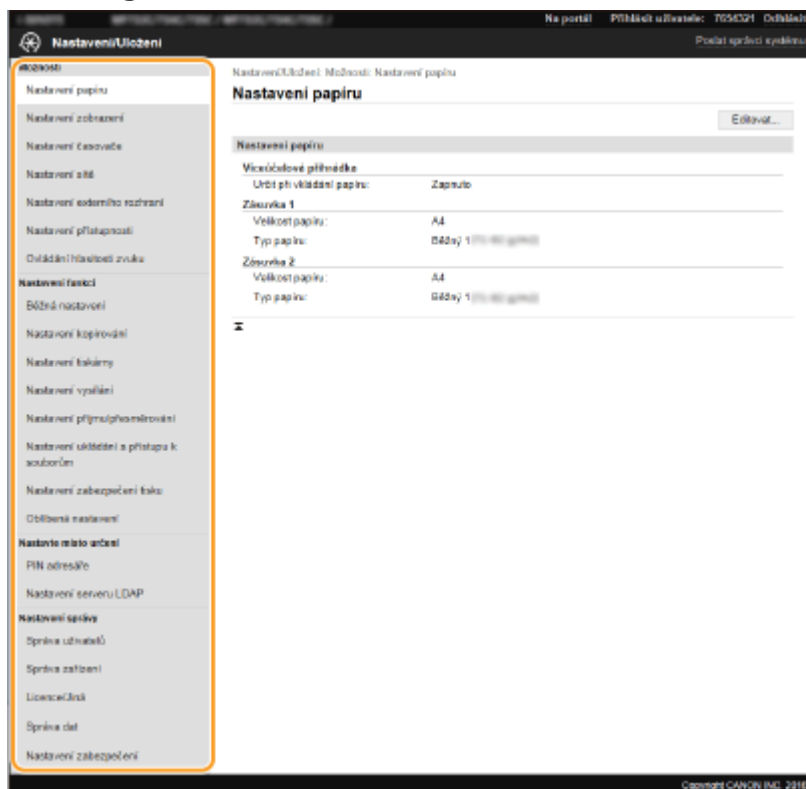 Na portál Přihlásit uživatele: 7654321 Odhlásit
Nastavení/Uložení
Poslat správci systému
Možnosti
Nastavení papíru
Nastavení zobrazení
Nastavení časovače
Nastavení sítě
Nastavení externího rozhraní
Nastavení přístupnosti
Ovládání hlasitosti zvuku
Nastavení funkcí
Běžná nastavení
Nastavení kopírování
Nastavení tiskárny
Nastavení vysílání
Nastavení příjmu/přesměrování
Nastavení ukládání a přístupu k
souborům
Nastavení zabezpečení tisku
Oblíbená nastavení
Nastavte místo určení
PIN adresáře
Nastavení serveru LDAP
Nastavení správy
Správa uživatelů
Správa zařízení
Licence/Jiná
Správa dat
Nastavení zabezpečení
Nastavení/Uložení: Možnosti: Nastavení papíru
Nastavení papíru
Editovat...
Nastavení papíru
Víceúčelová přihrádka
Určit při vkládání papíru: Zapnuto
Zásuvka 1
Velikost papíru: A4
Typ papíru: Běžný 1
Zásuvka 2
Velikost papíru: A4
Typ papíru: Běžný 1
Copyright CANON INC. 2018